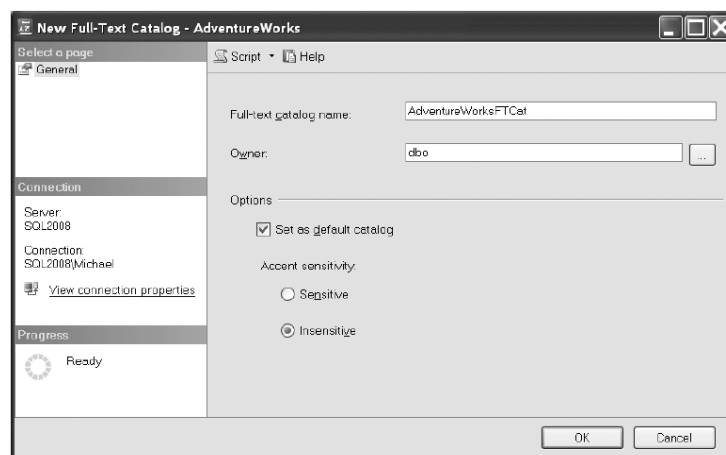 New Full-Text Catalog - AdventureWorks
Select a page
General
Script Help
Full-text catalog name: AdventureWorksFTCat
Owner: dbo ...
Connection
Server:
SQL2008
Connection:
SQL2008\Michael
View connection properties
Options
Set as default catalog
Accent sensitivity:
Sensitive
Insensitive
Progress
Ready
OK Cancel